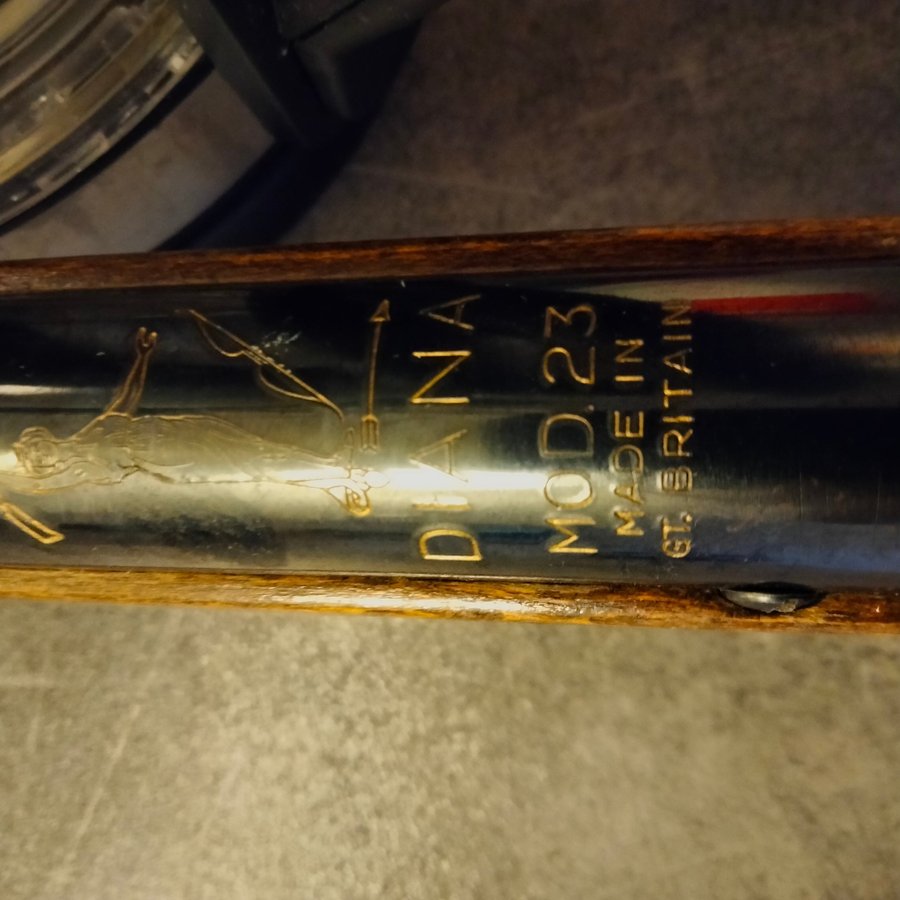 DIANA
MOD. 23
MADE IN
GT. BRITAIN